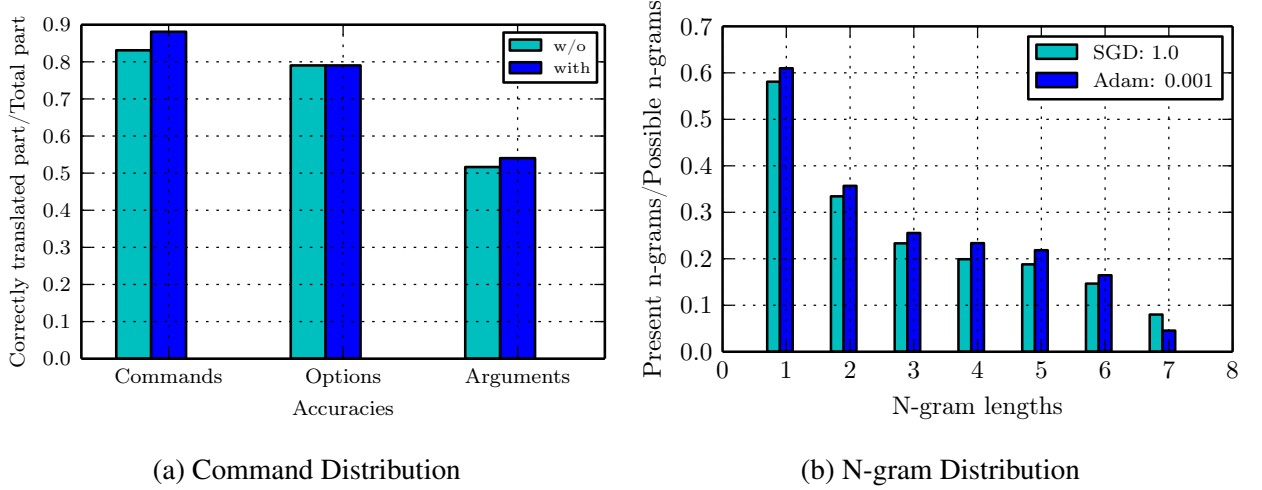 Correctly translated part/Total part
0.9
0.8
0.7
0.6
0.5
0.4
0.3
0.2
0.1
0.0
w/o
with
Commands Options Arguments
Accuracies
(a) Command Distribution
Present n-grams/Possible n-grams
0.7
0.6
0.5
0.4
0.3
0.2
0.1
0.0
SGD: 1.0
Adam: 0.001
0 1 2 3 4 5 6 7 8
N-gram lengths
(b) N-gram Distribution